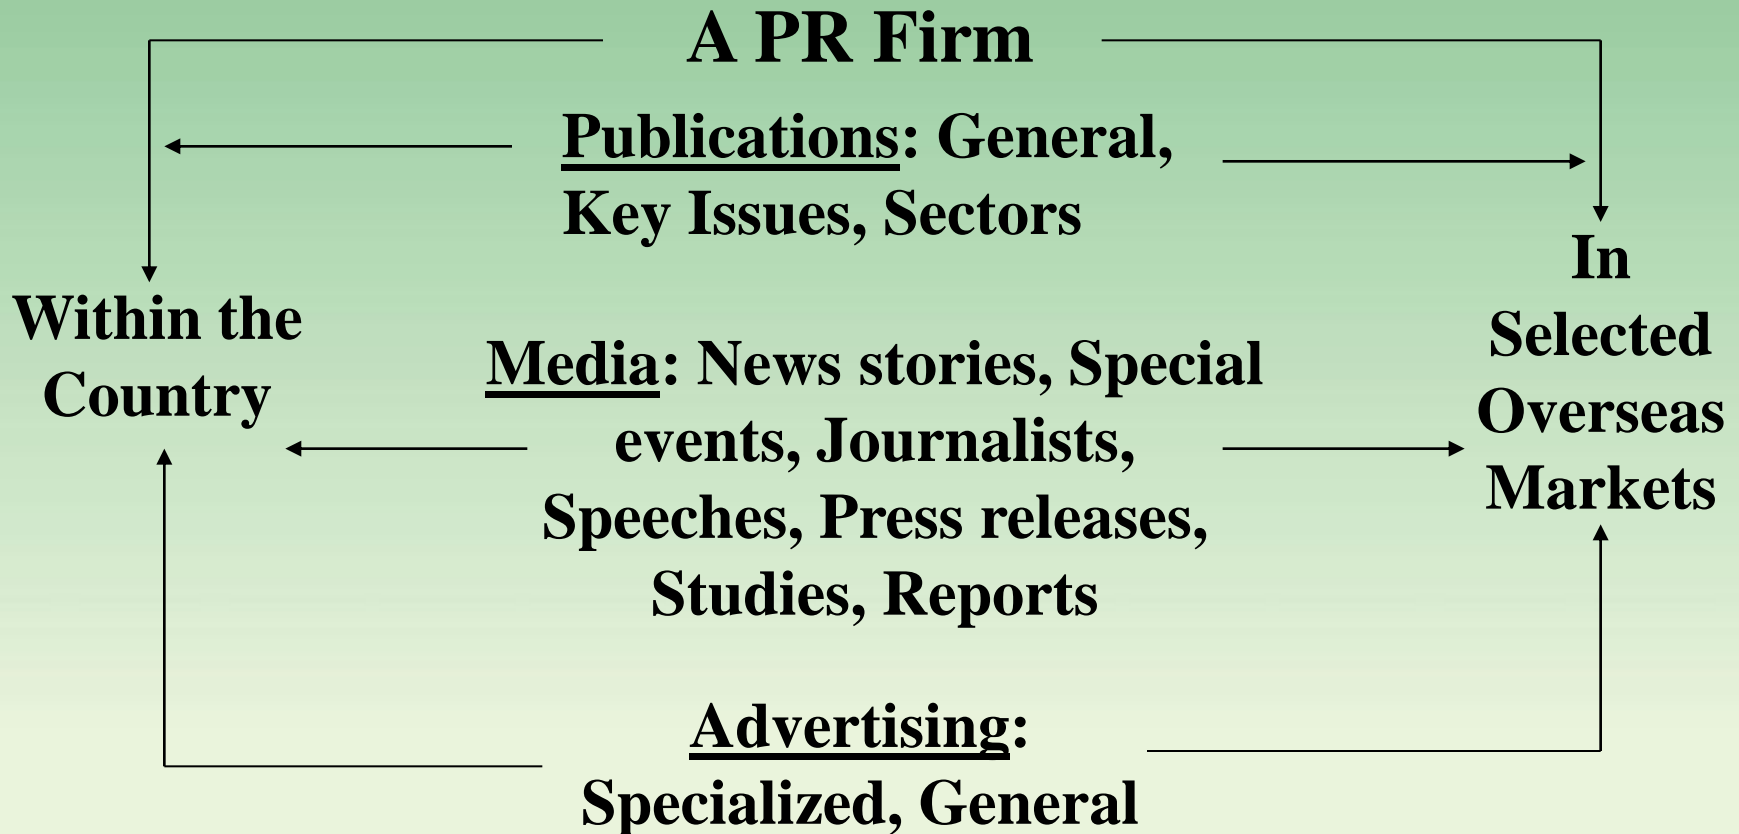 A PR Firm
Publications: General,
Key Issues, Sectors
Within the
Country
Media: News stories, Special
events, Journalists,
Speeches, Press releases,
Studies, Reports
In
Selected
Overseas
Markets
Advertising:
Specialized, General